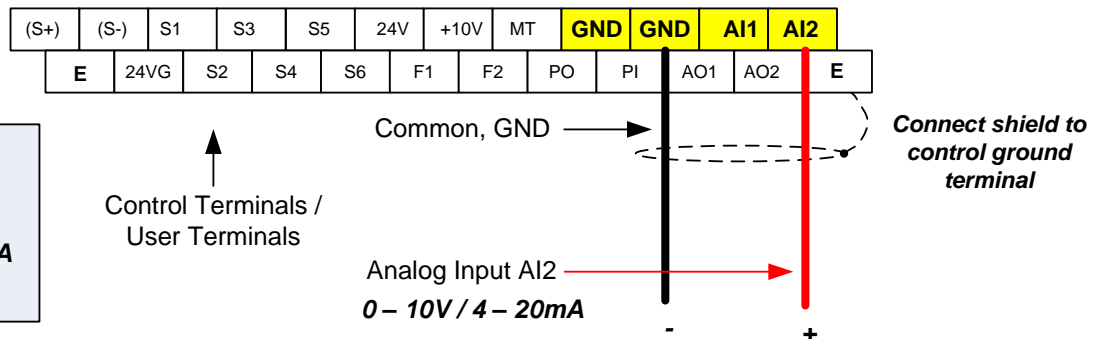 (S+) (S-) S1 S3 S5 24V +10V MT GND GND AI1 AI2
E 24VG S2 S4 S6 F1 F2 PO PI AO1 AO2 E
Common, GND
Connect shield to
control ground
terminal
Control Terminals /
User Terminals
A
Analog Input AI2
0 – 10V / 4 – 20mA
- +